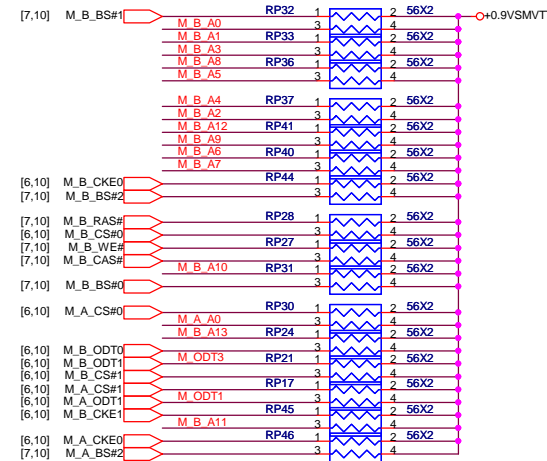 [7,10] M_B_BS#1 RP32 1 2 56X2 +0.9VSMVT
M_B_A0 3 4
M_B_A1 RP33 1 2 56X2
M_B_A3 3 4
M_B_A8 RP36 1 2 56X2
M_B_A5 3 4
M_B_A4 RP37 1 2 56X2
M_B_A2 3 4
M_B_A12 RP41 1 2 56X2
M_B_A9 3 4
M_B_A6 RP40 1 2 56X2
M_B_A7 3 4
[6,10] M_B_CKE0 RP44 1 2 56X2
[7,10] M_B_BS#2 3 4
[7,10] M_B_RAS# RP28 1 2 56X2
[6,10] M_B_CS#0 3 4
[7,10] M_B_WE# RP27 1 2 56X2
[7,10] M_B_CAS# 3 4
M_B_A10 RP31 1 2 56X2
[7,10] M_B_BS#0 3 4
[6,10] M_A_CS#0 RP30 1 2 56X2
M_A_A0 3 4
M_B_A13 RP24 1 2 56X2
[6,10] M_B_ODT0 3 4
[6,10] M_B_ODT1 M_ODT3 RP21 1 2 56X2
[6,10] M_B_CS#1 3 4
[6,10] M_A_CS#1 RP17 1 2 56X2
[6,10] M_A_ODT1 M_ODT1 3 4
[6,10] M_B_CKE1 RP45 1 2 56X2
M_B_A11 3 4
[6,10] M_A_CKE0 RP46 1 2 56X2
[7,10] M_A_BS#2 3 4